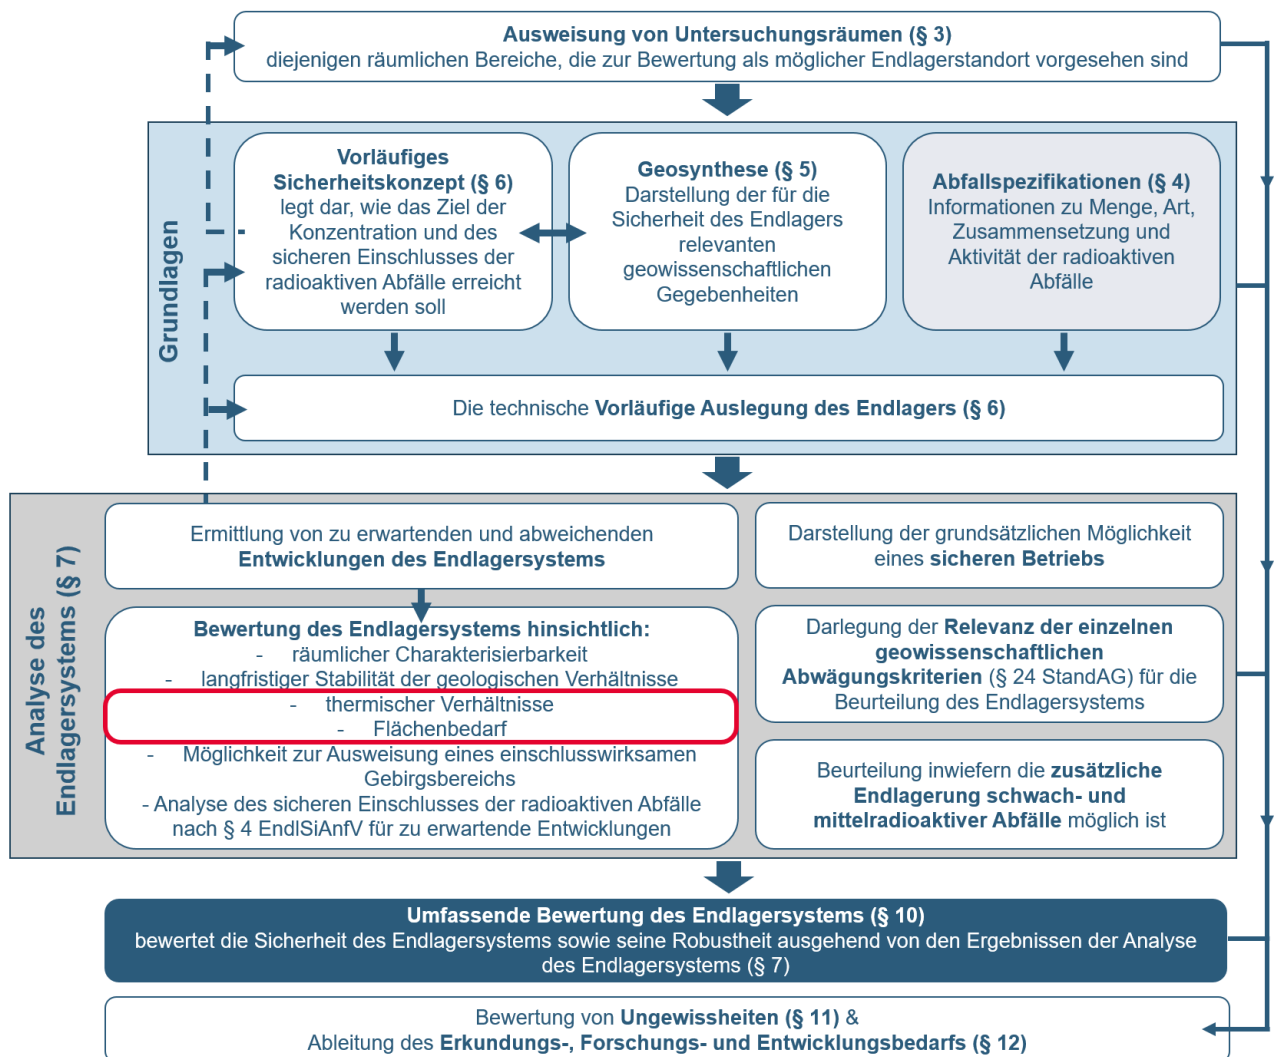 Ausweisung von Untersuchungsräumen (§ 3)
diejenigen räumlichen Bereiche, die zur Bewertung als möglicher Endlagerstandort vorgesehen sind
Grundlagen
Vorläufiges
Sicherheitskonzept (§ 6)
legt dar, wie das Ziel der
Konzentration und des
sicheren Einschlusses der
radioaktiven Abfälle erreicht
werden soll
Geosynthese (§ 5)
Darstellung der für die
Sicherheit des Endlagers
relevanten
geowissenschaftlichen
Gegebenheiten
Abfallspezifikationen (§ 4)
Informationen zu Menge, Art,
Zusammensetzung und
Aktivität der radioaktiven
Abfälle
Die technische Vorläufige Auslegung des Endlagers (§ 6)
Analyse des
Endlagersystems (§ 7)
Ermittlung von zu erwartenden und abweichenden
Entwicklungen des Endlagersystems
Bewertung des Endlagersystems hinsichtlich:
- räumlicher Charakterisierbarkeit
- langfristiger Stabilität der geologischen Verhältnisse
- thermischer Verhältnisse
- Flächenbedarf
- Möglichkeit zur Ausweisung eines einschlusswirksamen
Gebirgsbereichs
- Analyse des sicheren Einschlusses der radioaktiven Abfälle
nach § 4 EndlSiAnfV für zu erwartende Entwicklungen
Darstellung der grundsätzlichen Möglichkeit
eines sicheren Betriebs
Darlegung der Relevanz der einzelnen
geowissenschaftlichen
Abwägungskriterien (§ 24 StandAG) für die
Beurteilung des Endlagersystems
Beurteilung inwiefern die zusätzliche
Endlagerung schwach- und
mittelradioaktiver Abfälle möglich ist
Umfassende Bewertung des Endlagersystems (§ 10)
bewertet die Sicherheit des Endlagersystems sowie seine Robustheit ausgehend von den Ergebnissen der Analyse
des Endlagersystems (§ 7)
Bewertung von Ungewissheiten (§ 11) &
Ableitung des Erkundungs-, Forschungs- und Entwicklungsbedarfs (§ 12)